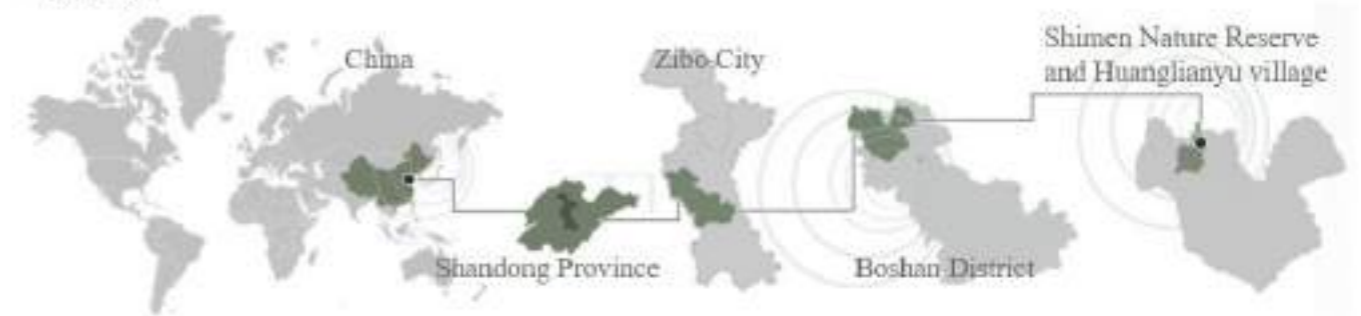 China
Zibo City
Shimen Nature Reserve
and Huanglianyu village
Shandong Province
Boshan District